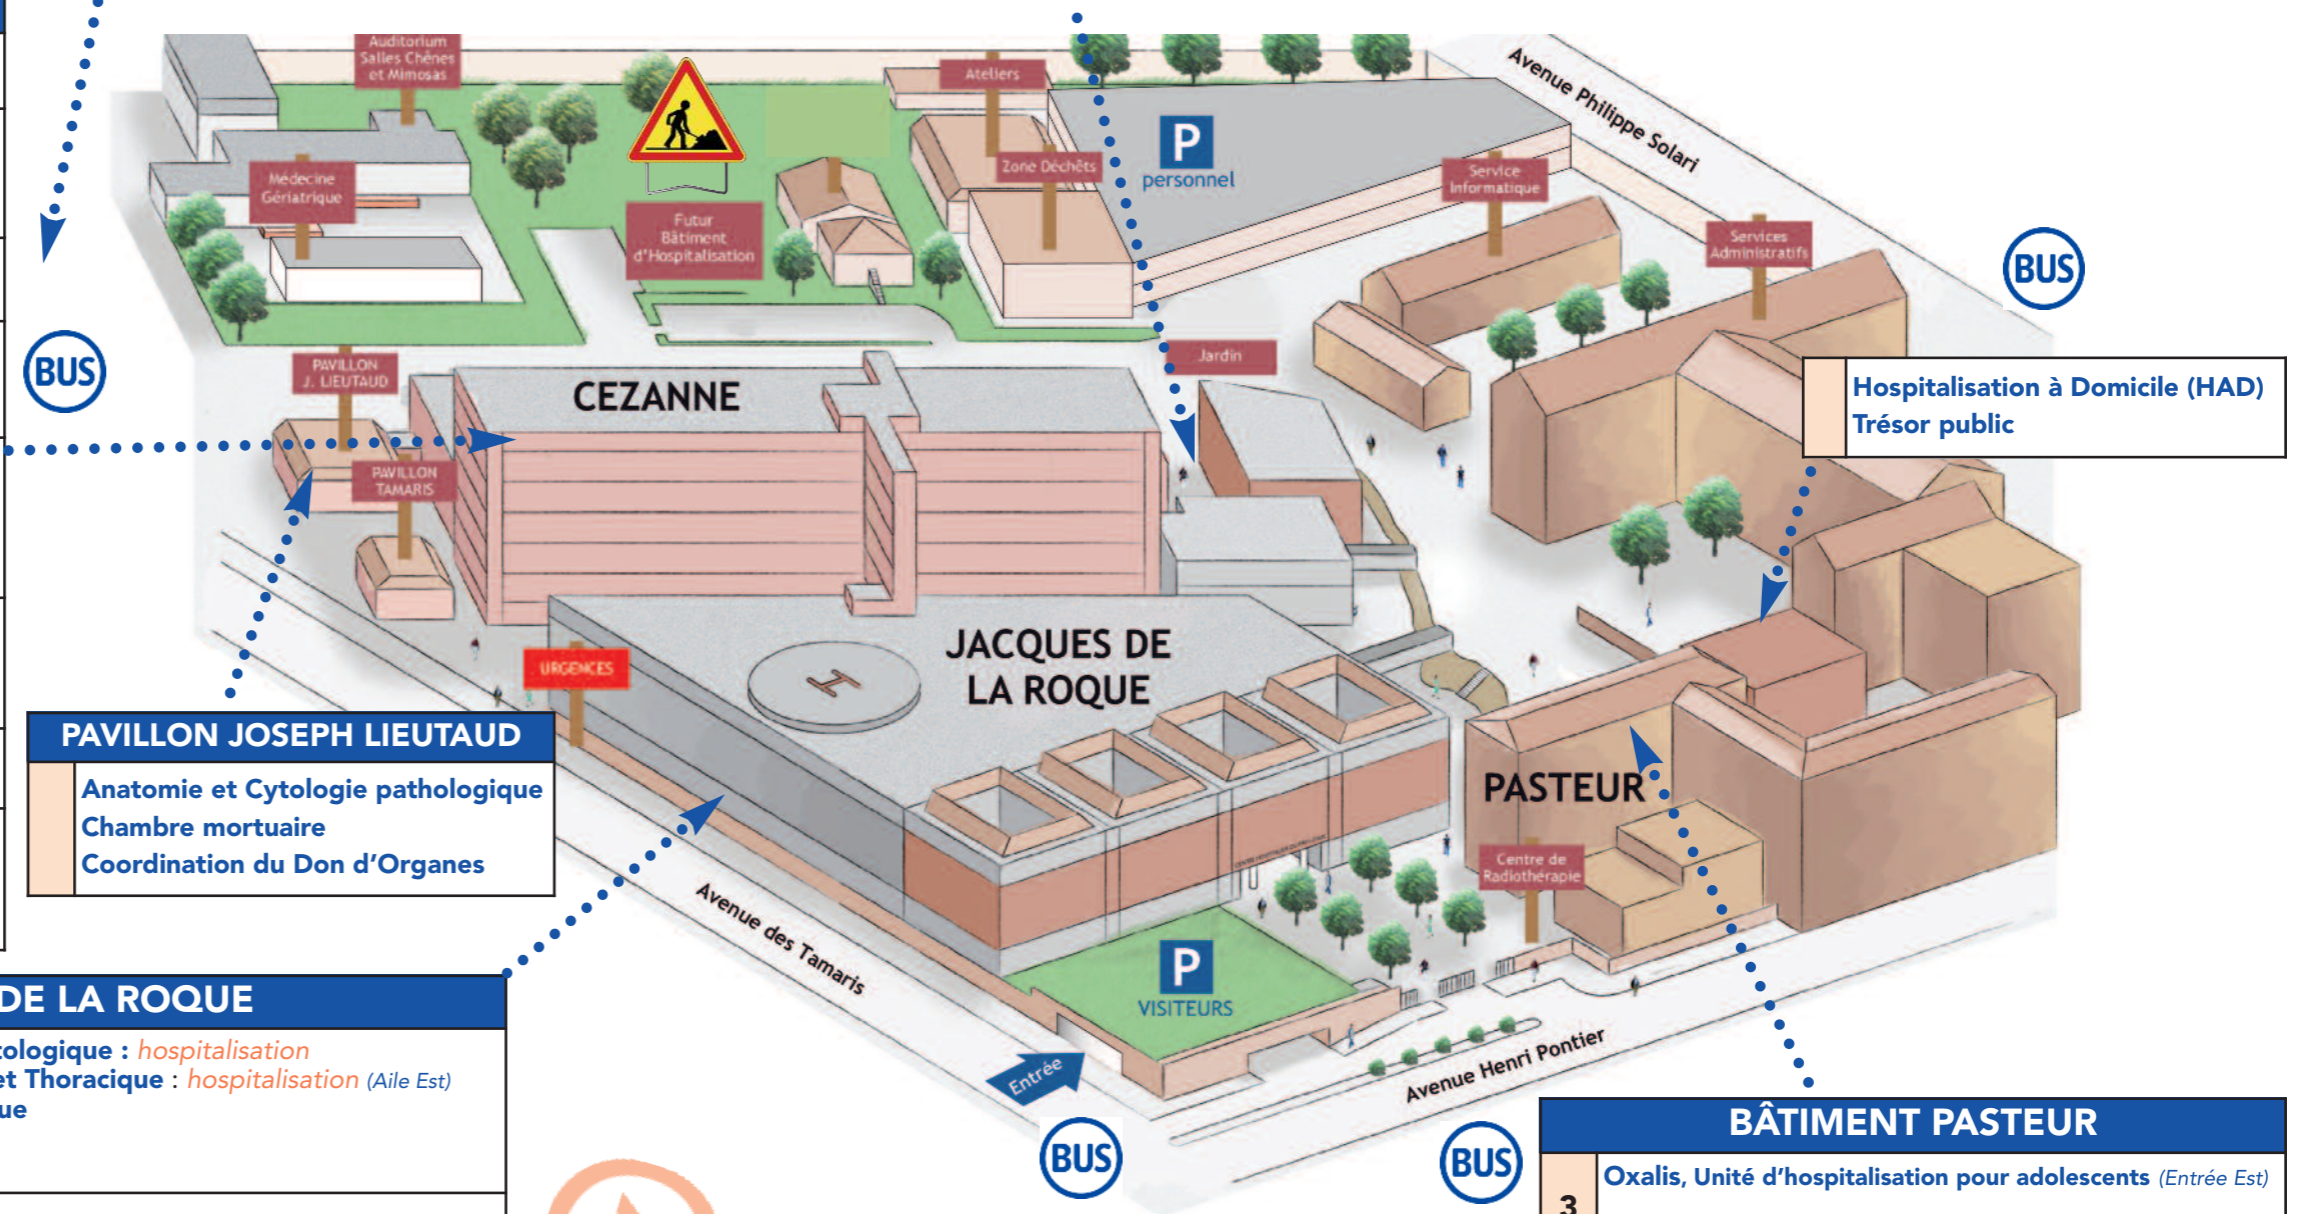 Auditorium
Salles Chênes
et Mimosas
Ateliers
Avenue Philippe Solari
P
personnel
Zone Déchêts
Service
Informatique
Médecine
Gériatrique
Futur
Bâtiment
d'Hospitalisation
Services
Administratifs
BUS
BUS
PAVILLON
J. LIEUTAUD
CEZANNE
Jardin
Hospitalisation à Domicile (HAD)
Trésor public
PAVILLON
TAMARIS
URGENCES
H
JACQUES DE
LA ROQUE
PAVILLON JOSEPH LIEUTAUD
Anatomie et Cytologie pathologique
Chambre mortuaire
Coordination du Don d'Organes
PASTEUR
Centre de
Radiothérapie
Avenue des Tamaris
P
VISITEURS
DE LA ROQUE
tologique : hospitalisation
et Thoracique : hospitalisation (Aile Est)
ue
Entrée
Avenue Henri Pontier
BUS
BUS
BÂTIMENT PASTEUR
3
Oxalis, Unité d'hospitalisation pour adolescents (Entrée Est)